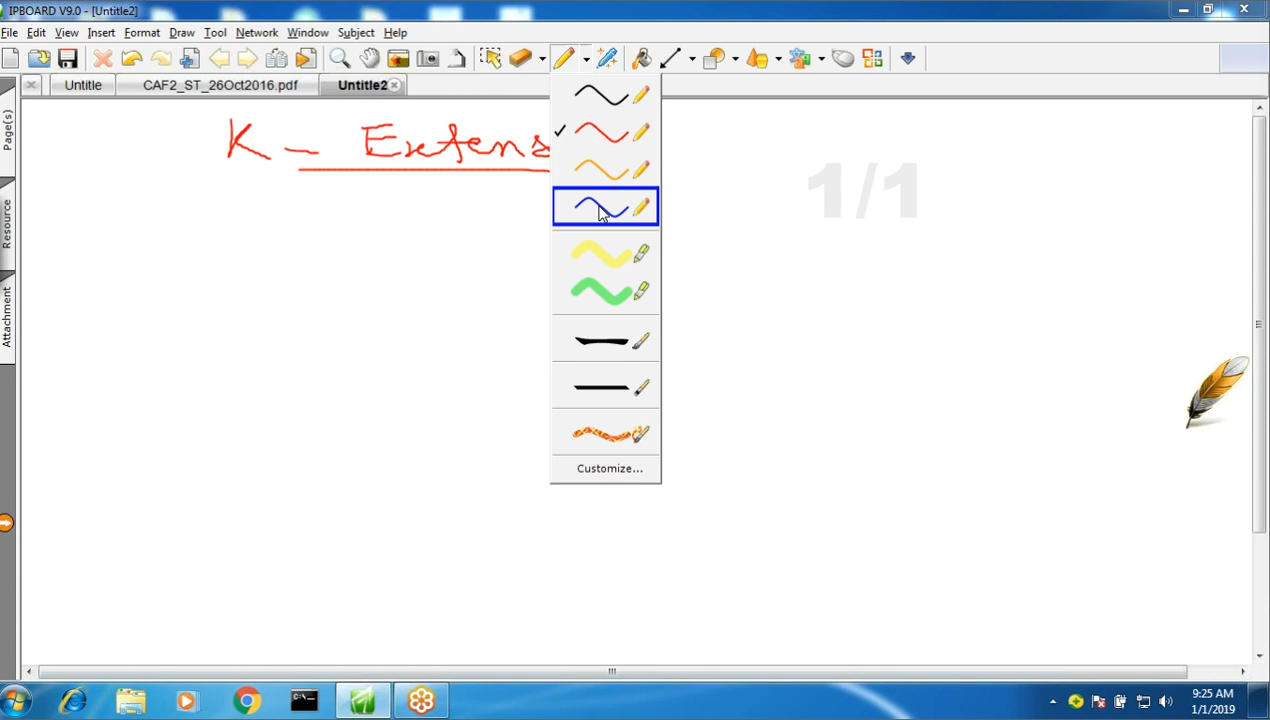 IPBOARD V9.0 - [Untitle2]
File Edit View Insert Format Draw Tool Network Window Subject Help
Untitle CAF2_ST_26Oct2016.pdf Untitle2
K - Extens
1/1
Page(s)
Resource
Attachment
Customize...
9:25 AM
1/1/2019